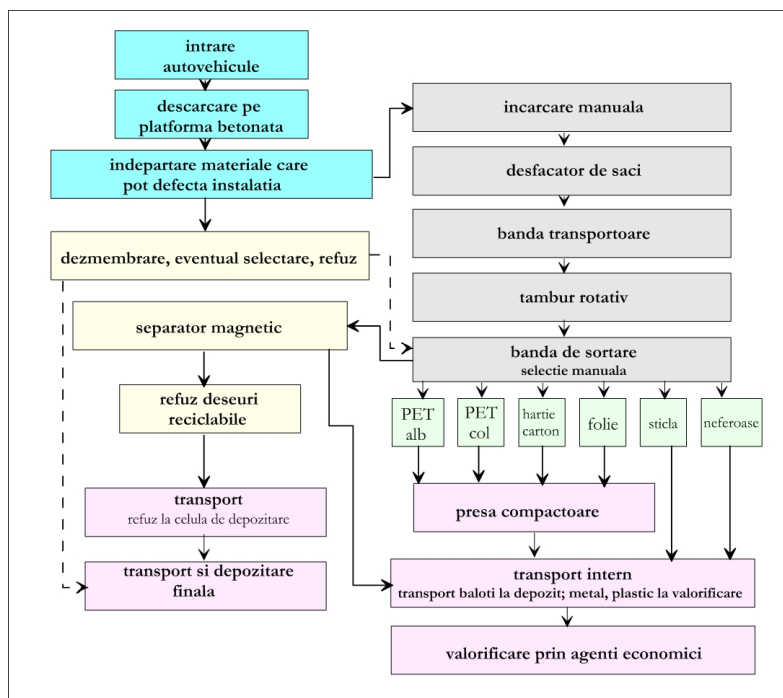 intrare
autovehicule
descarcare pe
platforma betonata
indepartare materiale care
pot defecta instalatia
dezmembrare, eventual selectare, refuz
separator magnetic
refuz deseuri
reciclabile
transport
refuz la celula de depozitare
transport si depozitare
finala
incarcare manuala
desfacator de saci
banda transportoare
tambur rotativ
banda de sortare
selectie manuala
PET
alb
PET
col
hartie
carton
folie
sticla
neferoase
presa compactoare
transport intern
transport baloti la depozit; metal, plastic la valorificare
valorificare prin agenti economici